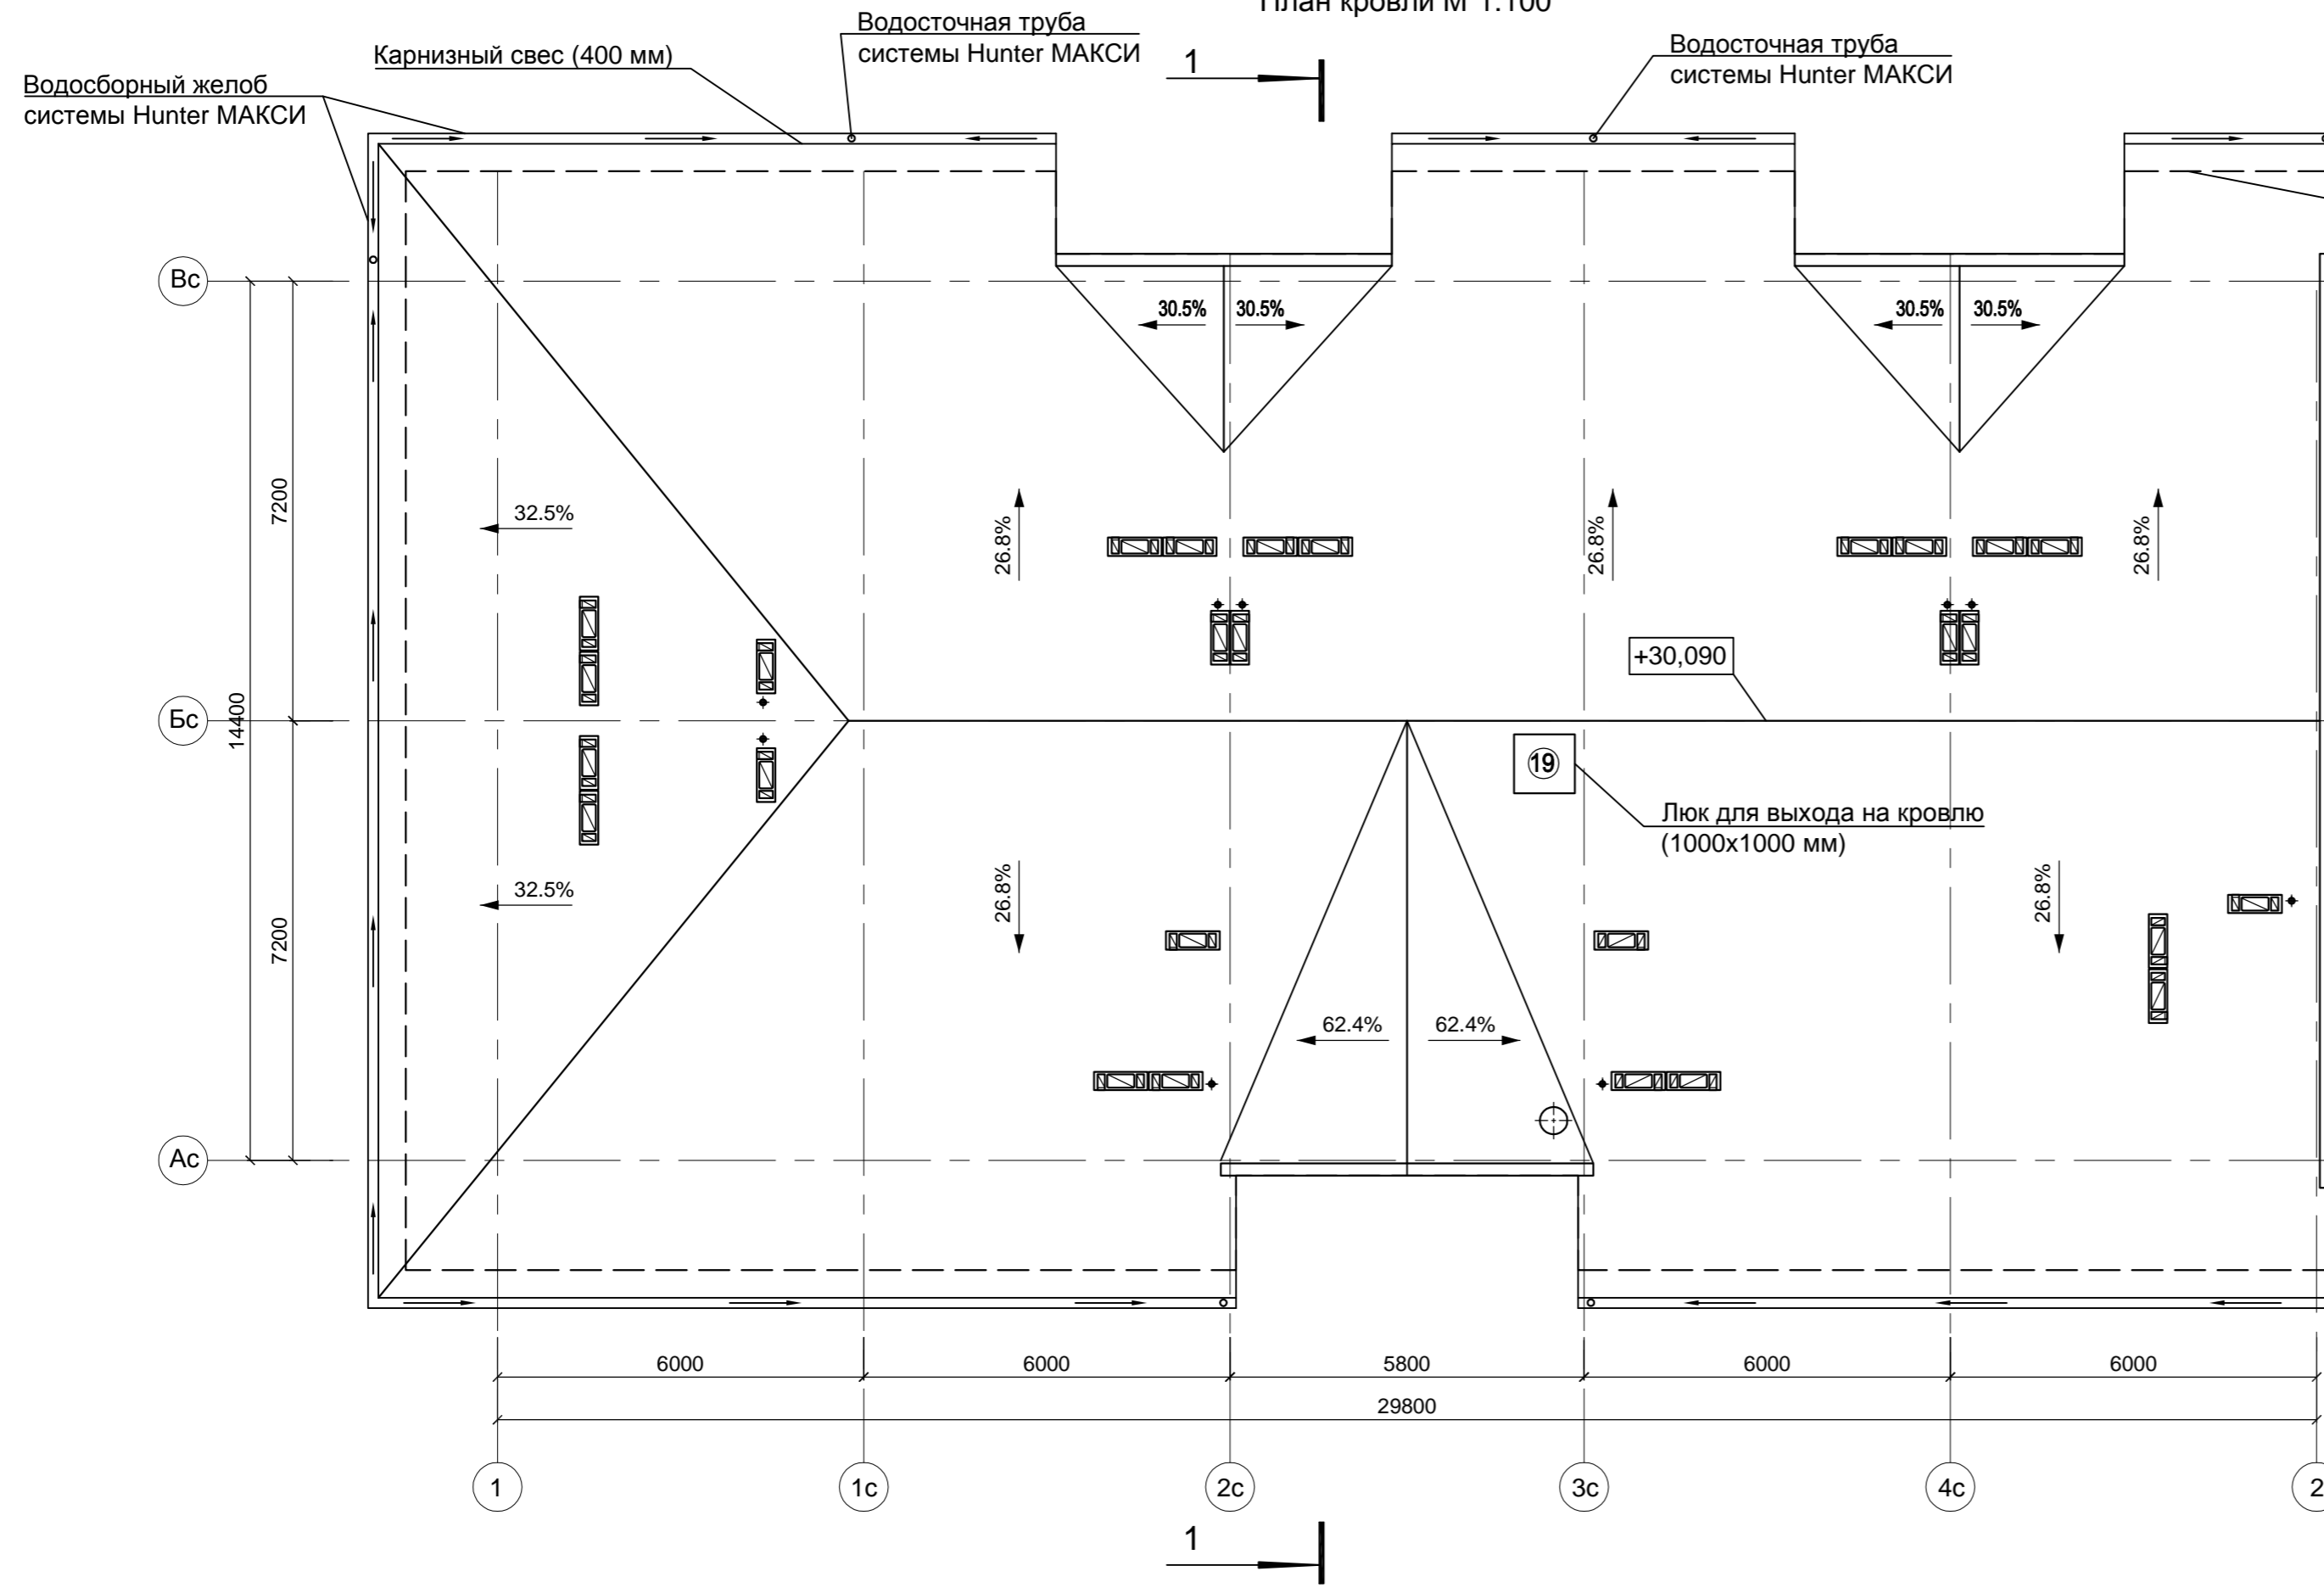 План кровли М 1:100
Водосточная труба
системы Hunter МАКСИ
Карнизный свес (400 мм)
Водосточная труба
системы Hunter МАКСИ
1
Водосборный желоб
системы Hunter МАКСИ
Вс
30.5%
30.5%
30.5%
30.5%
7200
32.5%
26.8%
26.8%
26.8%
+30,090
Бс
14400
19
Люк для выхода на кровлю
(1000х1000 мм)
32.5%
26.8%
26.8%
7200
62.4%
62.4%
Ас
6000
6000
5800
6000
6000
29800
1
1с
2с
3с
4с
2
1